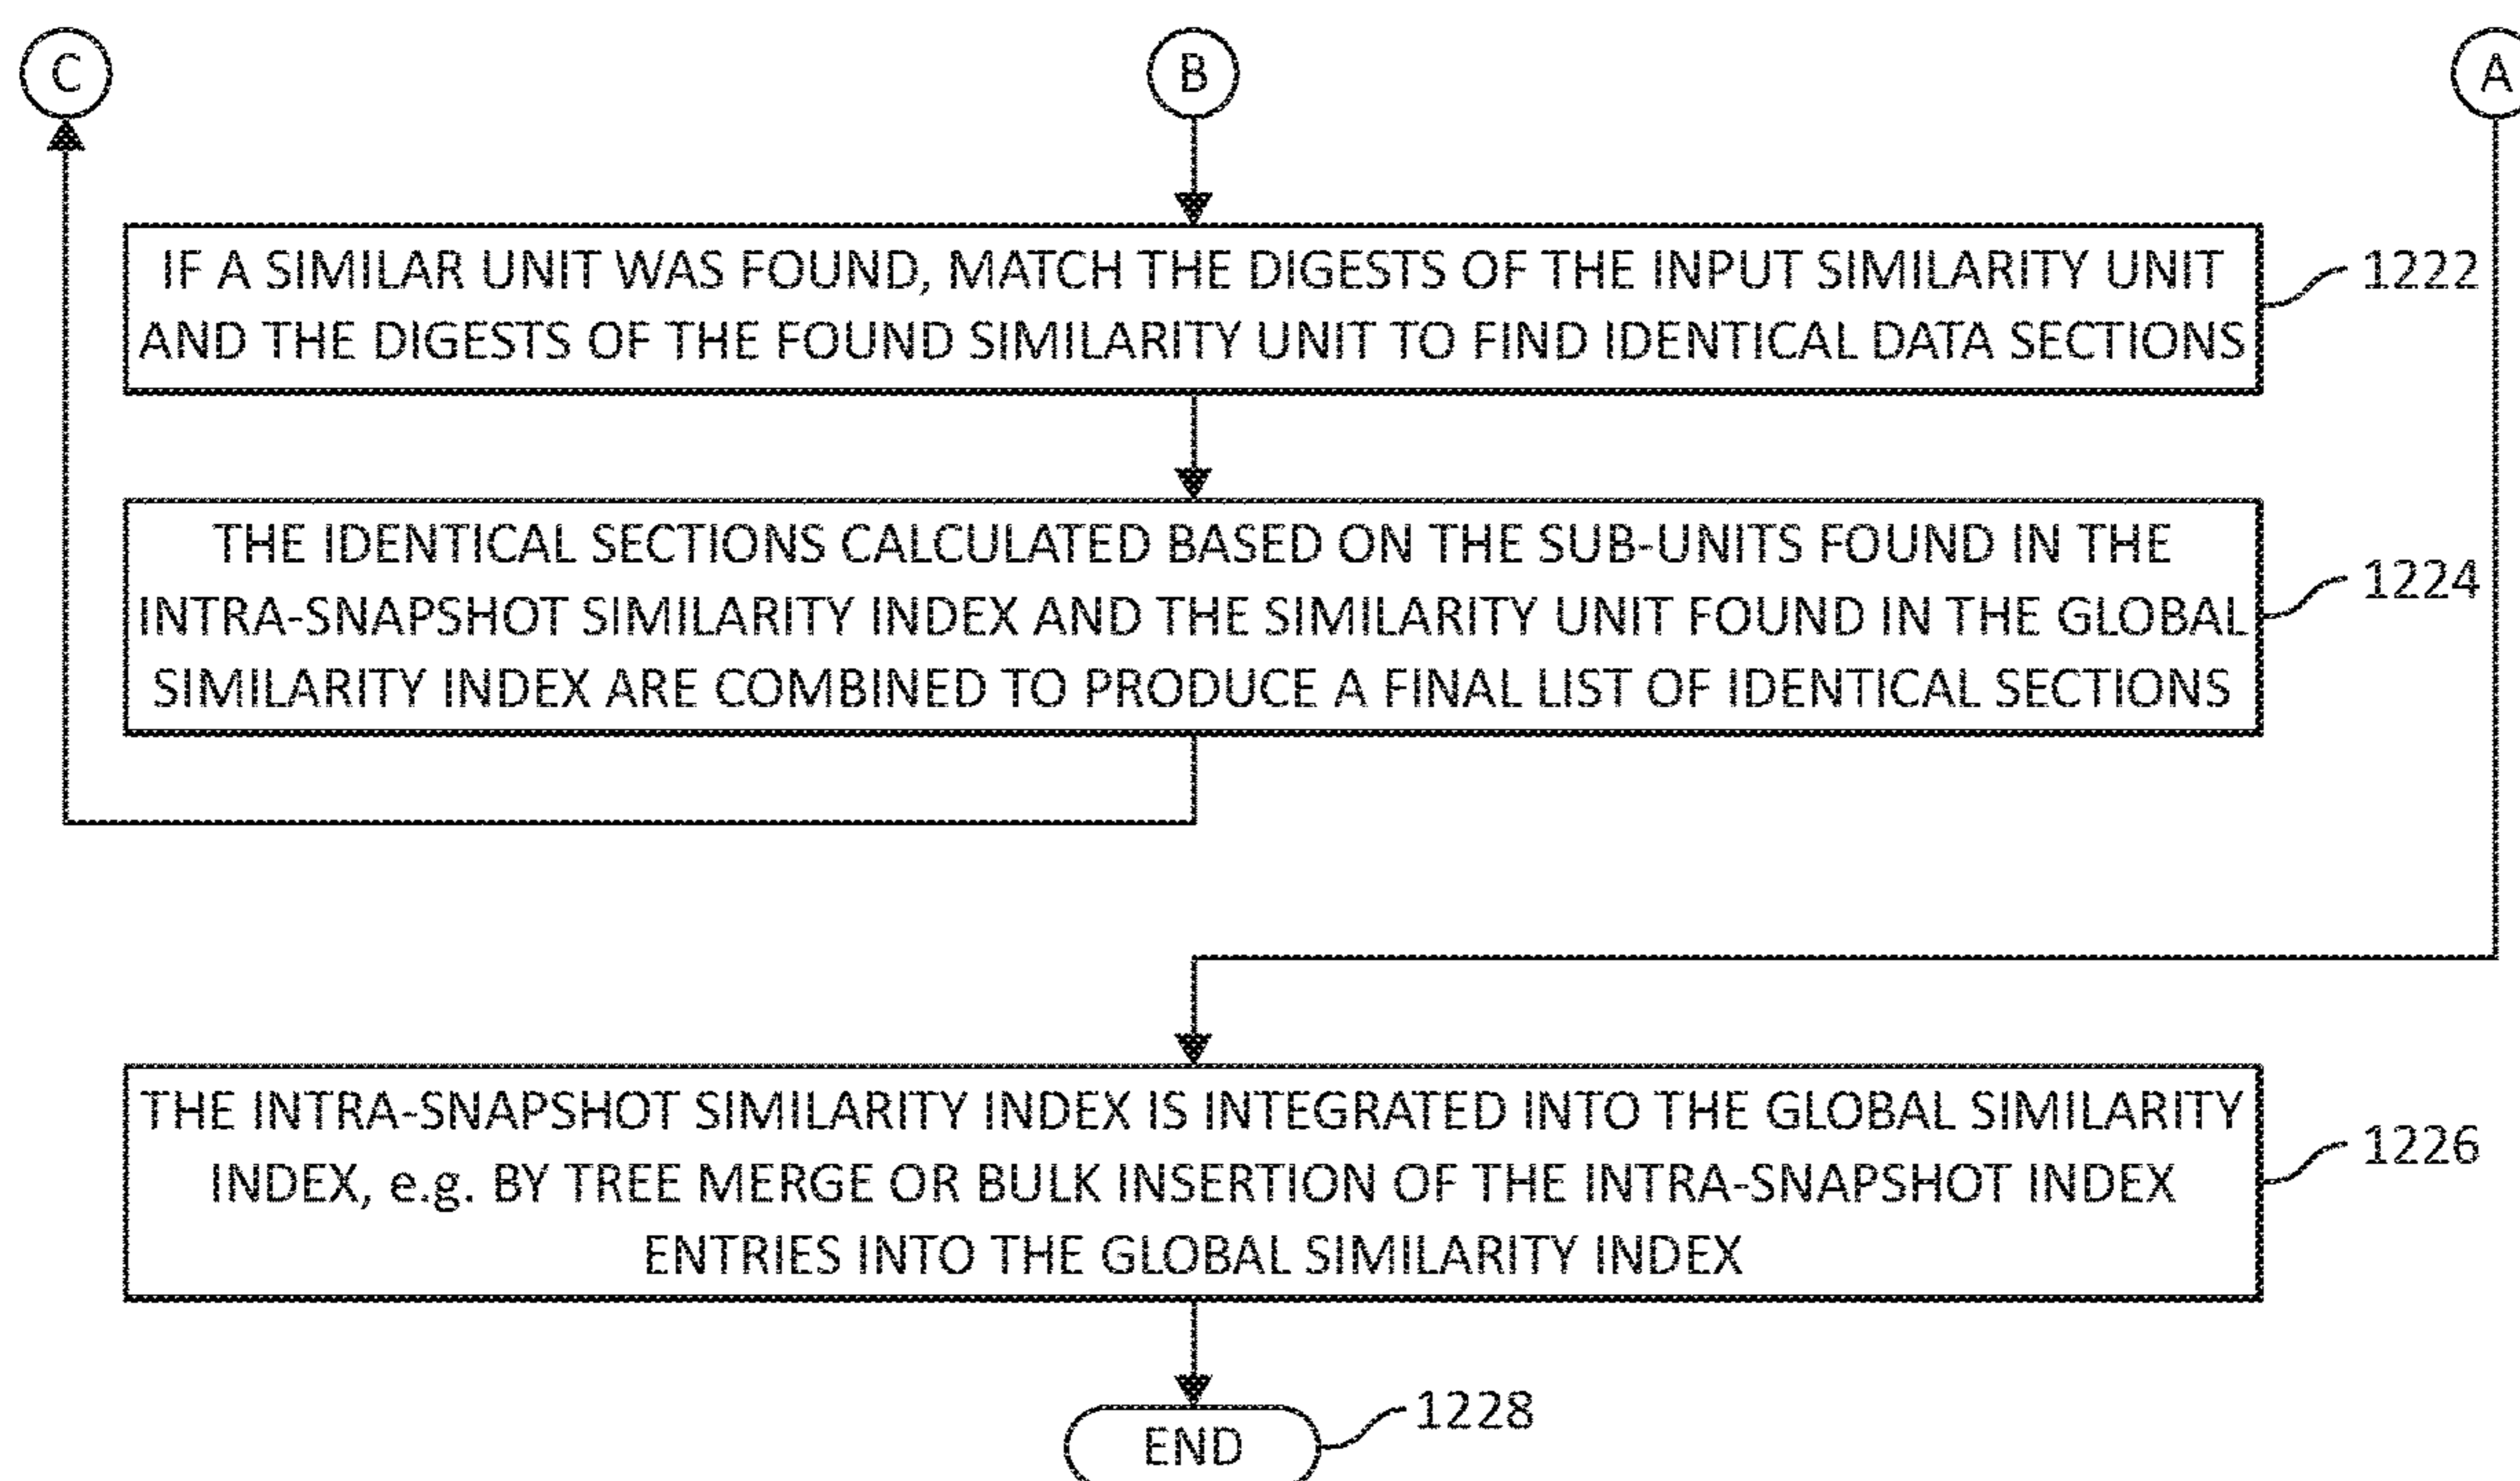 C
B
A
IF A SIMILAR UNIT WAS FOUND, MATCH THE DIGESTS OF THE INPUT SIMILARITY UNIT
AND THE DIGESTS OF THE FOUND SIMILARITY UNIT TO FIND IDENTICAL DATA SECTIONS
1222
THE IDENTICAL SECTIONS CALCULATED BASED ON THE SUB-UNITS FOUND IN THE
INTRA-SNAPSHOT SIMILARITY INDEX AND THE SIMILARITY UNIT FOUND IN THE GLOBAL
SIMILARITY INDEX ARE COMBINED TO PRODUCE A FINAL LIST OF IDENTICAL SECTIONS
1224
THE INTRA-SNAPSHOT SIMILARITY INDEX IS INTEGRATED INTO THE GLOBAL SIMILARITY
INDEX, e.g. BY TREE MERGE OR BULK INSERTION OF THE INTRA-SNAPSHOT INDEX
ENTRIES INTO THE GLOBAL SIMILARITY INDEX
1226
END
1228